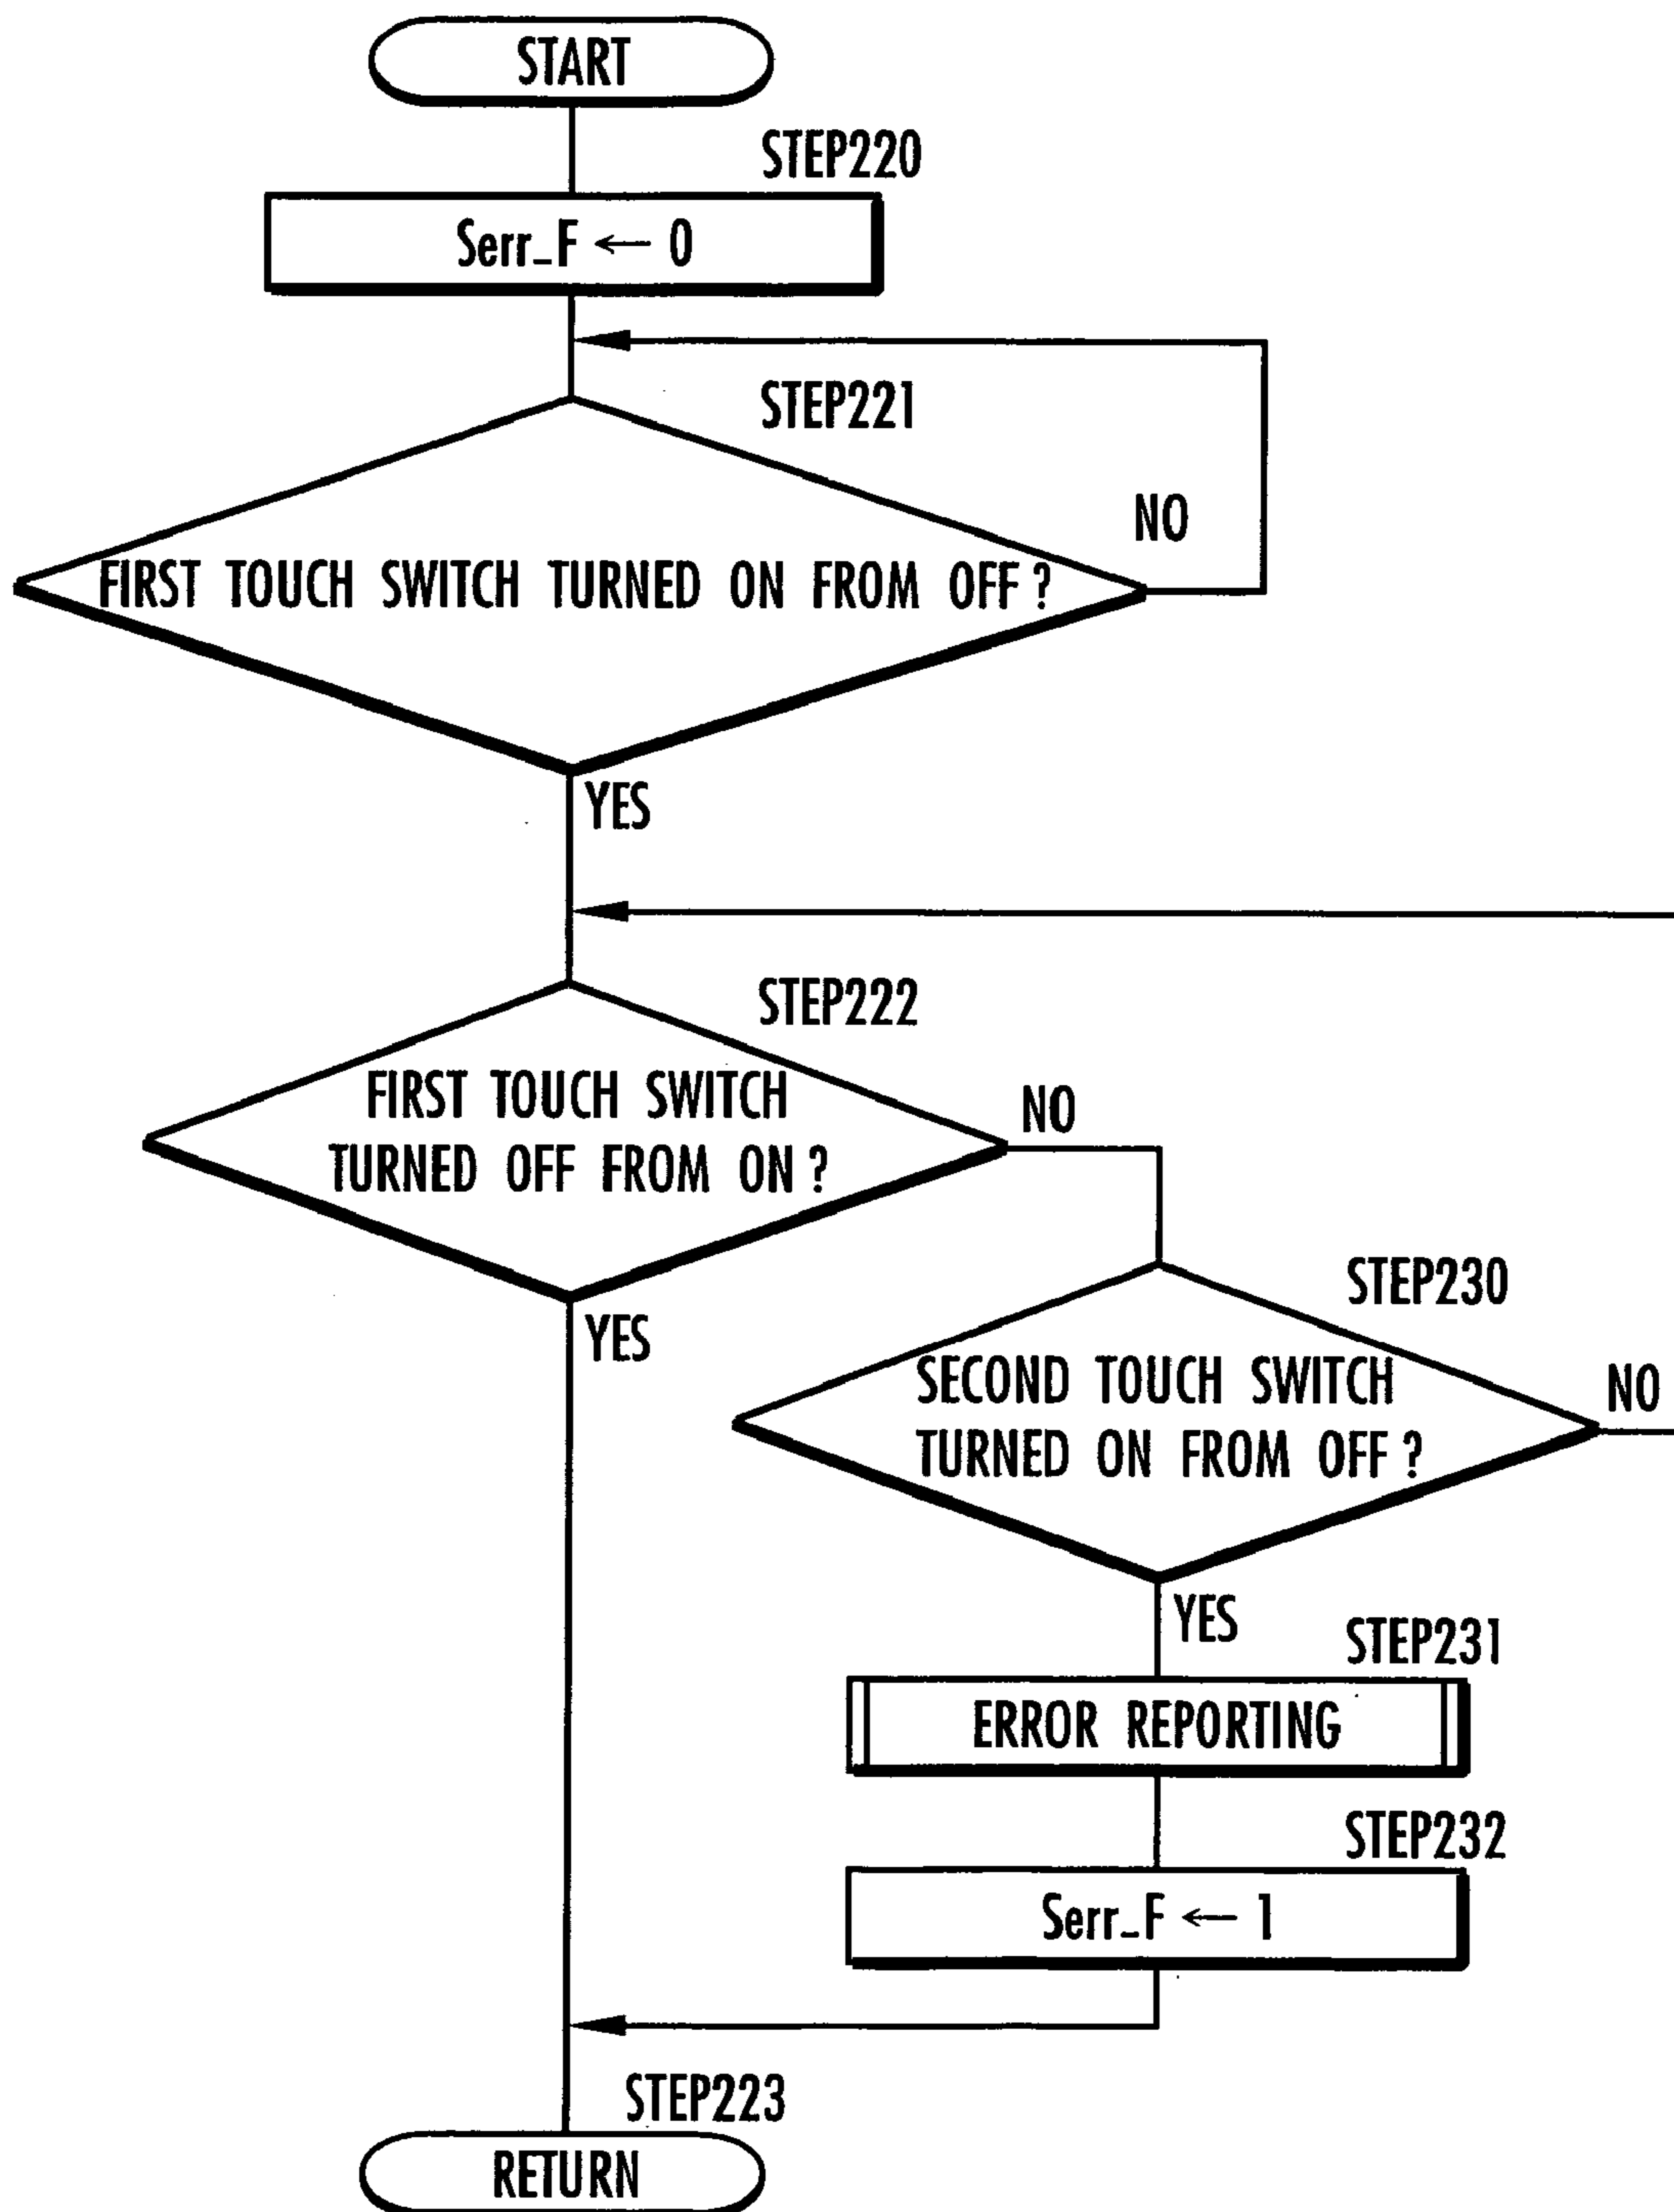 START
STEP220
Serr_F ← 0
STEP221
NO
FIRST TOUCH SWITCH TURNED ON FROM OFF ?
YES
STEP222
FIRST TOUCH SWITCH
TURNED OFF FROM ON ?
NO
YES
STEP230
SECOND TOUCH SWITCH
TURNED ON FROM OFF ?
NO
YES
STEP231
ERROR REPORTING
STEP232
Serr_F ← 1
STEP223
RETURN